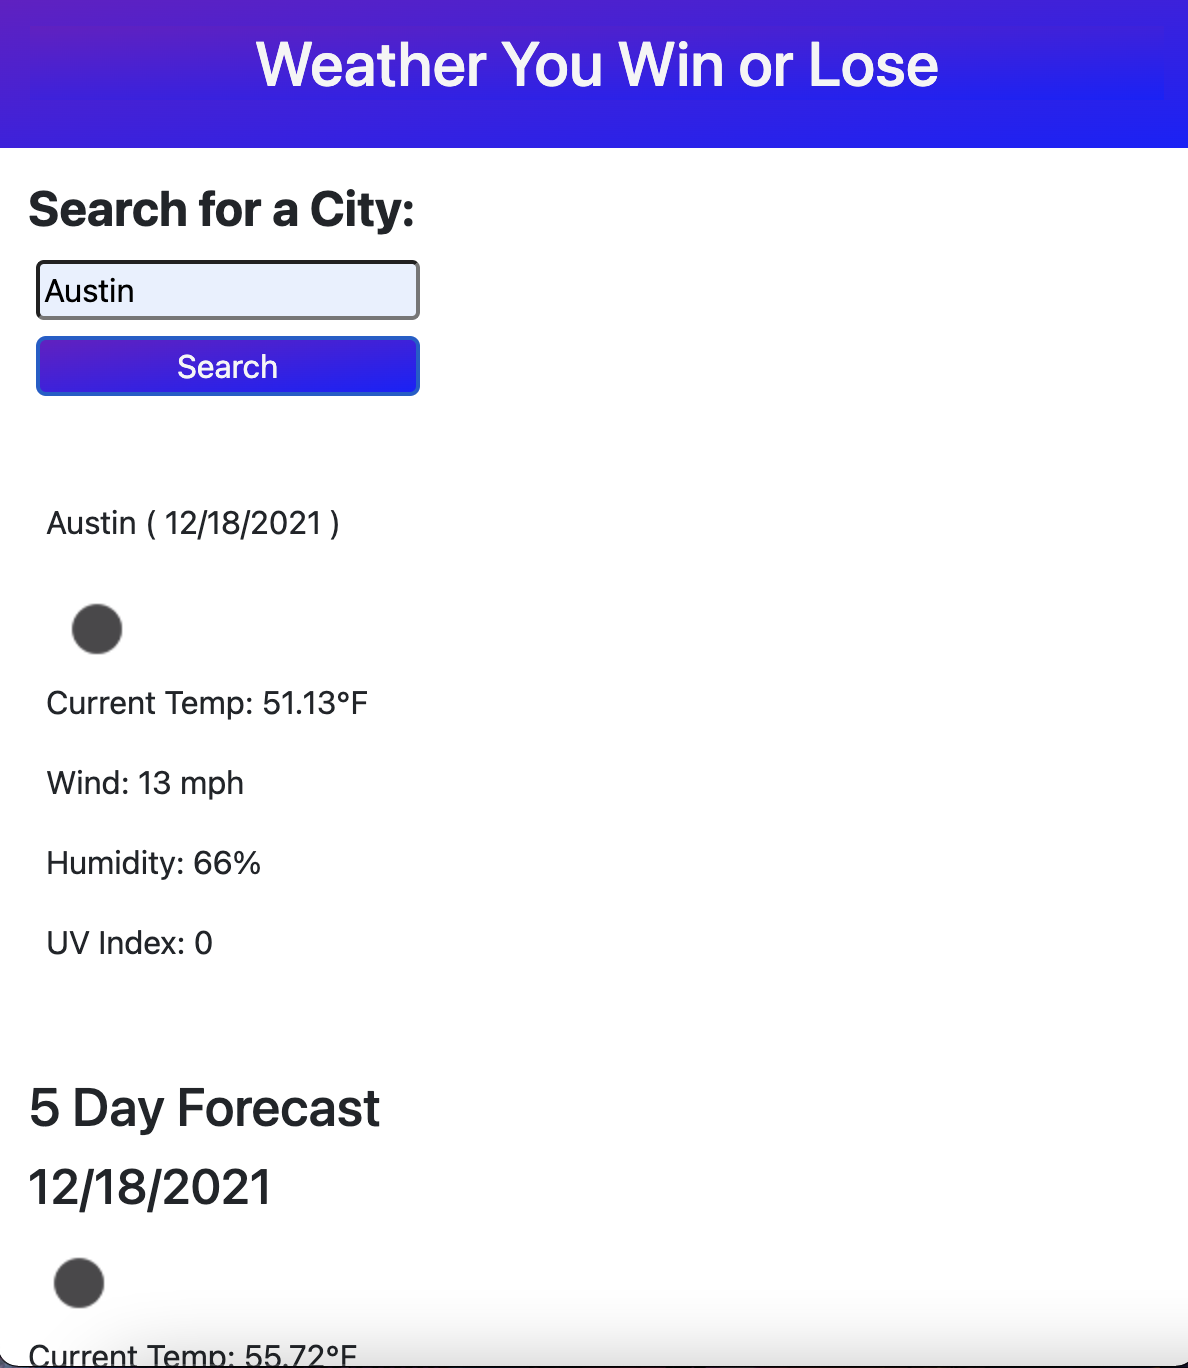 Weather You Win or Lose
Search for a City:
Austin
Search
Austin ( 12/18/2021 )
Current Temp: 51.13°F
Wind: 13 mph
Humidity: 66%
UV Index: 0
5 Day Forecast
12/18/2021
Current Temp: 55.72°F